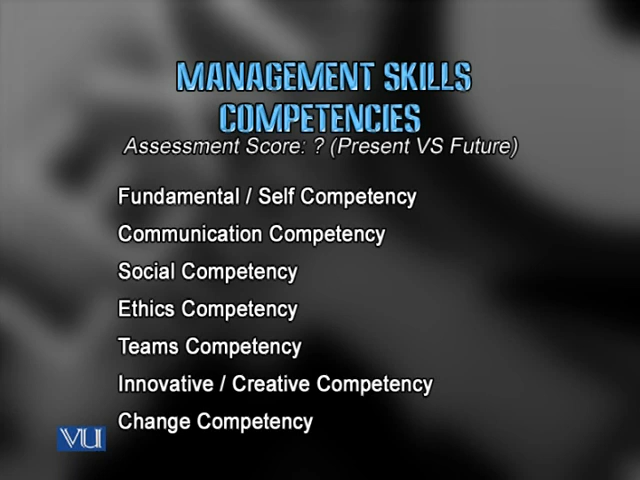 MANAGEMENT SKILLS
COMPETENCIES
Assessment Score: ? (Present VS Future)
Fundamental / Self Competency
Communication Competency
Social Competency
Ethics Competency
Teams Competency
Innovative / Creative Competency
Change Competency
VU